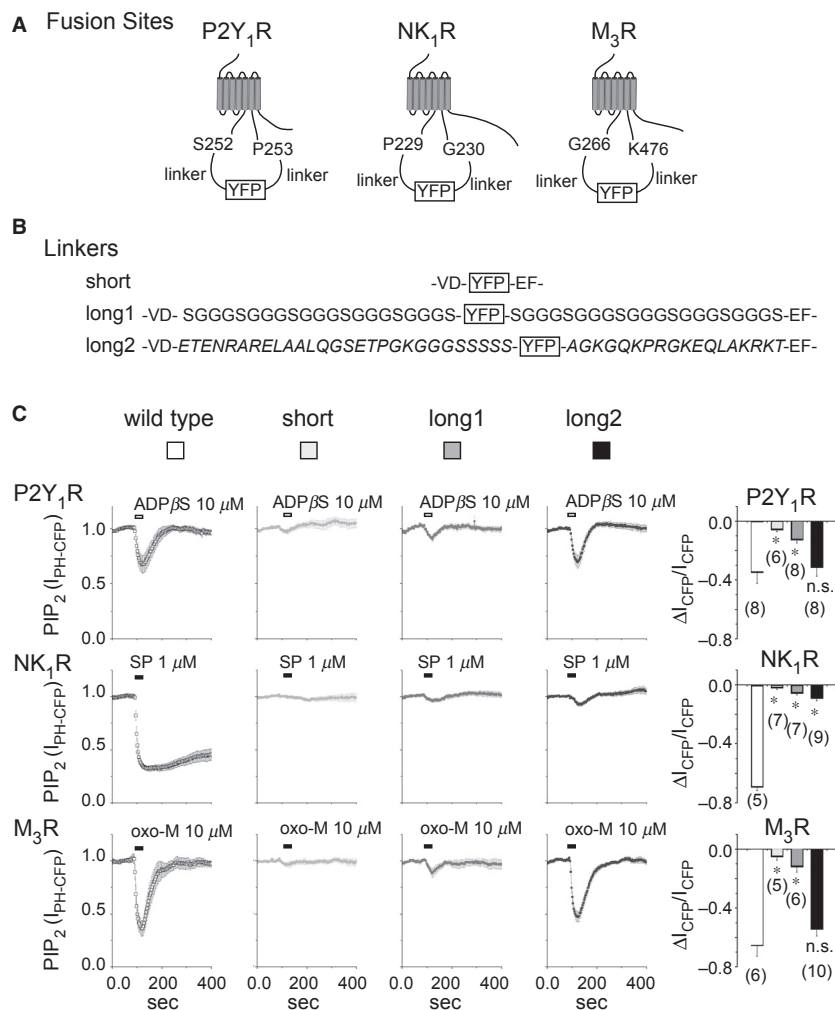 A Fusion Sites
P2Y1R NK1R M3R
S252 P253 P229 G230 G266 K476
linker YFP linker linker YFP linker linker YFP linker
B Linkers
short -VD- YFP -EF-
long1 -VD- SGGGSGGGSGGGSGGGSGGGS- YFP -SGGGSGGGSGGGSGGGSGGGS-EF-
long2 -VD-ETENRARELAALQGSETPGKGGGSSSSS- YFP -AGKGQKPRGKEQLAKRKT-EF-
C wild type short long1 long2
P2Y1R
ADPβS 10 μM ADPβS 10 μM ADPβS 10 μM ADPβS 10 μM P2Y1R
PIP2 (IPH-CFP)
1.0
0.5
0.0
ΔICFP/ICFP
0.0
−0.4
−0.8
* * n.s.
(8) (6) (8) (8)
NK1R
SP 1 μM SP 1 μM SP 1 μM SP 1 μM NK1R
PIP2 (IPH-CFP)
1.0
0.5
0.0
ΔICFP/ICFP
0.0
−0.4
−0.8
* * *
(5) (7) (7) (9)
M3R
oxo-M 10 μM oxo-M 10 μM oxo-M 10 μM oxo-M 10 μM M3R
PIP2 (IPH-CFP)
1.0
0.5
0.0
ΔICFP/ICFP
0.0
−0.4
−0.8
* * n.s.
(6) (5) (6) (10)
0.0 200 400 0.0 200 400 0.0 200 400 0.0 200 400
sec sec sec sec